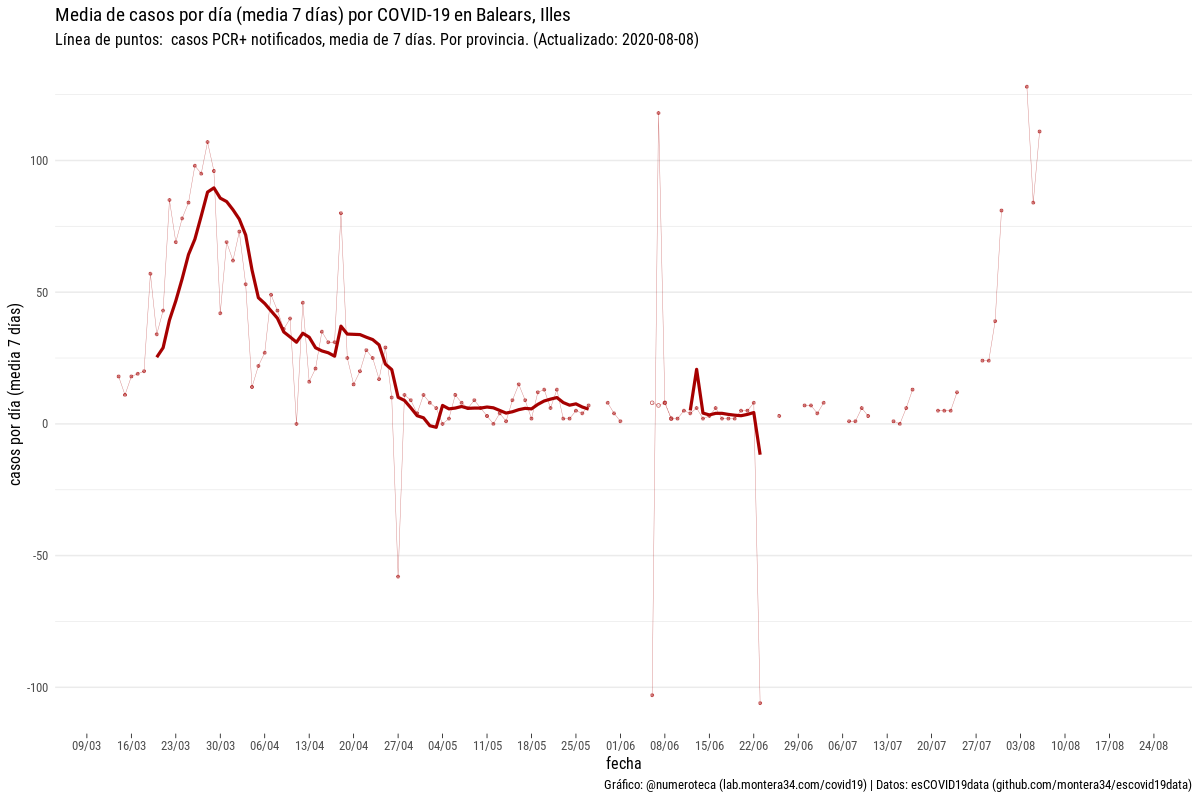 Media de casos por día (media 7 días) por COVID-19 en Balears, Illes
Línea de puntos:  casos PCR+ notificados, media de 7 días. Por provincia. (Actualizado: 2020-08-08)
casos por día (media 7 días)
100
50
0
-50
-100
09/03 16/03 23/03 30/03 06/04 13/04 20/04 27/04 04/05 11/05 18/05 25/05 01/06 08/06 15/06 22/06 29/06 06/07 13/07 20/07 27/07 03/08 10/08 17/08 24/08
fecha
Gráfico: @numeroteca (lab.montera34.com/covid19) | Datos: esCOVID19data (github.com/montera34/escovid19data)